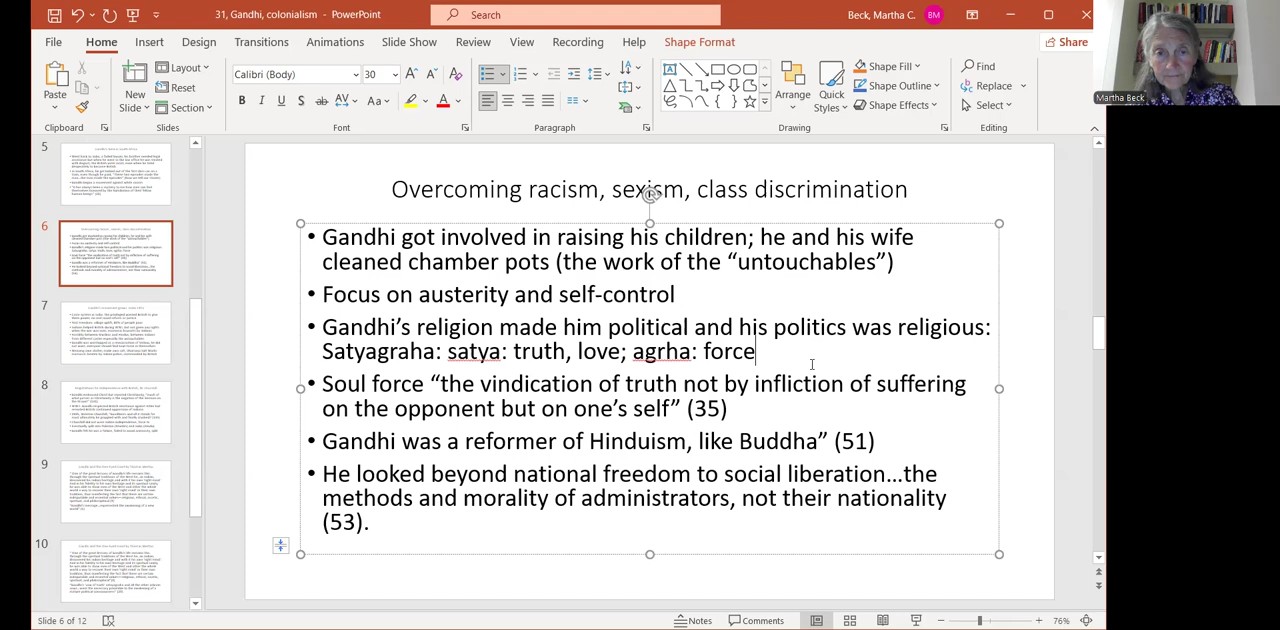 31, Gandhi, colonialism - PowerPoint
Search
Beck, Martha C. BM
File Home Insert Design Transitions Animations Slide Show Review View Recording Help Shape Format Share
Paste
New Slide
Layout
Reset
Section
Calibri (Body) 30
Arrange
Quick Styles
Shape Fill
Shape Outline
Shape Effects
Find
Replace
Select
Clipboard Slides Font Paragraph Drawing Editing
Martha Beck
5
6
7
8
9
10
Overcoming racism, sexism, class discrimination
• Gandhi got involved in raising his children; he and his wife
cleaned chamber pots (the work of the “untouchables”)
• Focus on austerity and self-control
• Gandhi’s religion made him political and his politics was religious:
Satyagraha: satya: truth, love; agrha: force
• Soul force “the vindication of truth not by infliction of suffering
on the opponent but on one’s self” (35)
• Gandhi was a reformer of Hinduism, like Buddha” (51)
• He looked beyond national freedom to social liberation…the
methods and morality of administrators, not their nationality
(53).
Slide 6 of 12
Notes Comments 76%